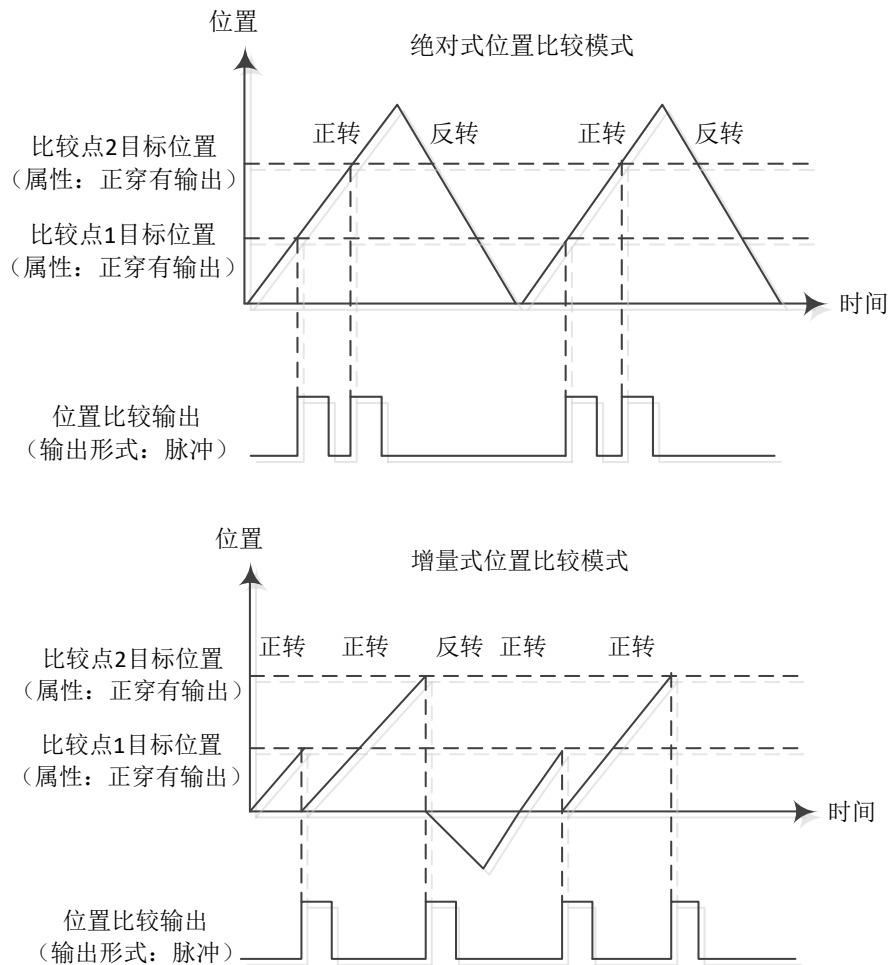 位置
绝对式位置比较模式
正转
反转
正转
反转
比较点2目标位置
（属性：正穿有输出）
比较点1目标位置
（属性：正穿有输出）
时间
位置比较输出
（输出形式：脉冲）
位置
增量式位置比较模式
正转
正转
反转
正转
正转
比较点2目标位置
（属性：正穿有输出）
比较点1目标位置
（属性：正穿有输出）
时间
位置比较输出
（输出形式：脉冲）